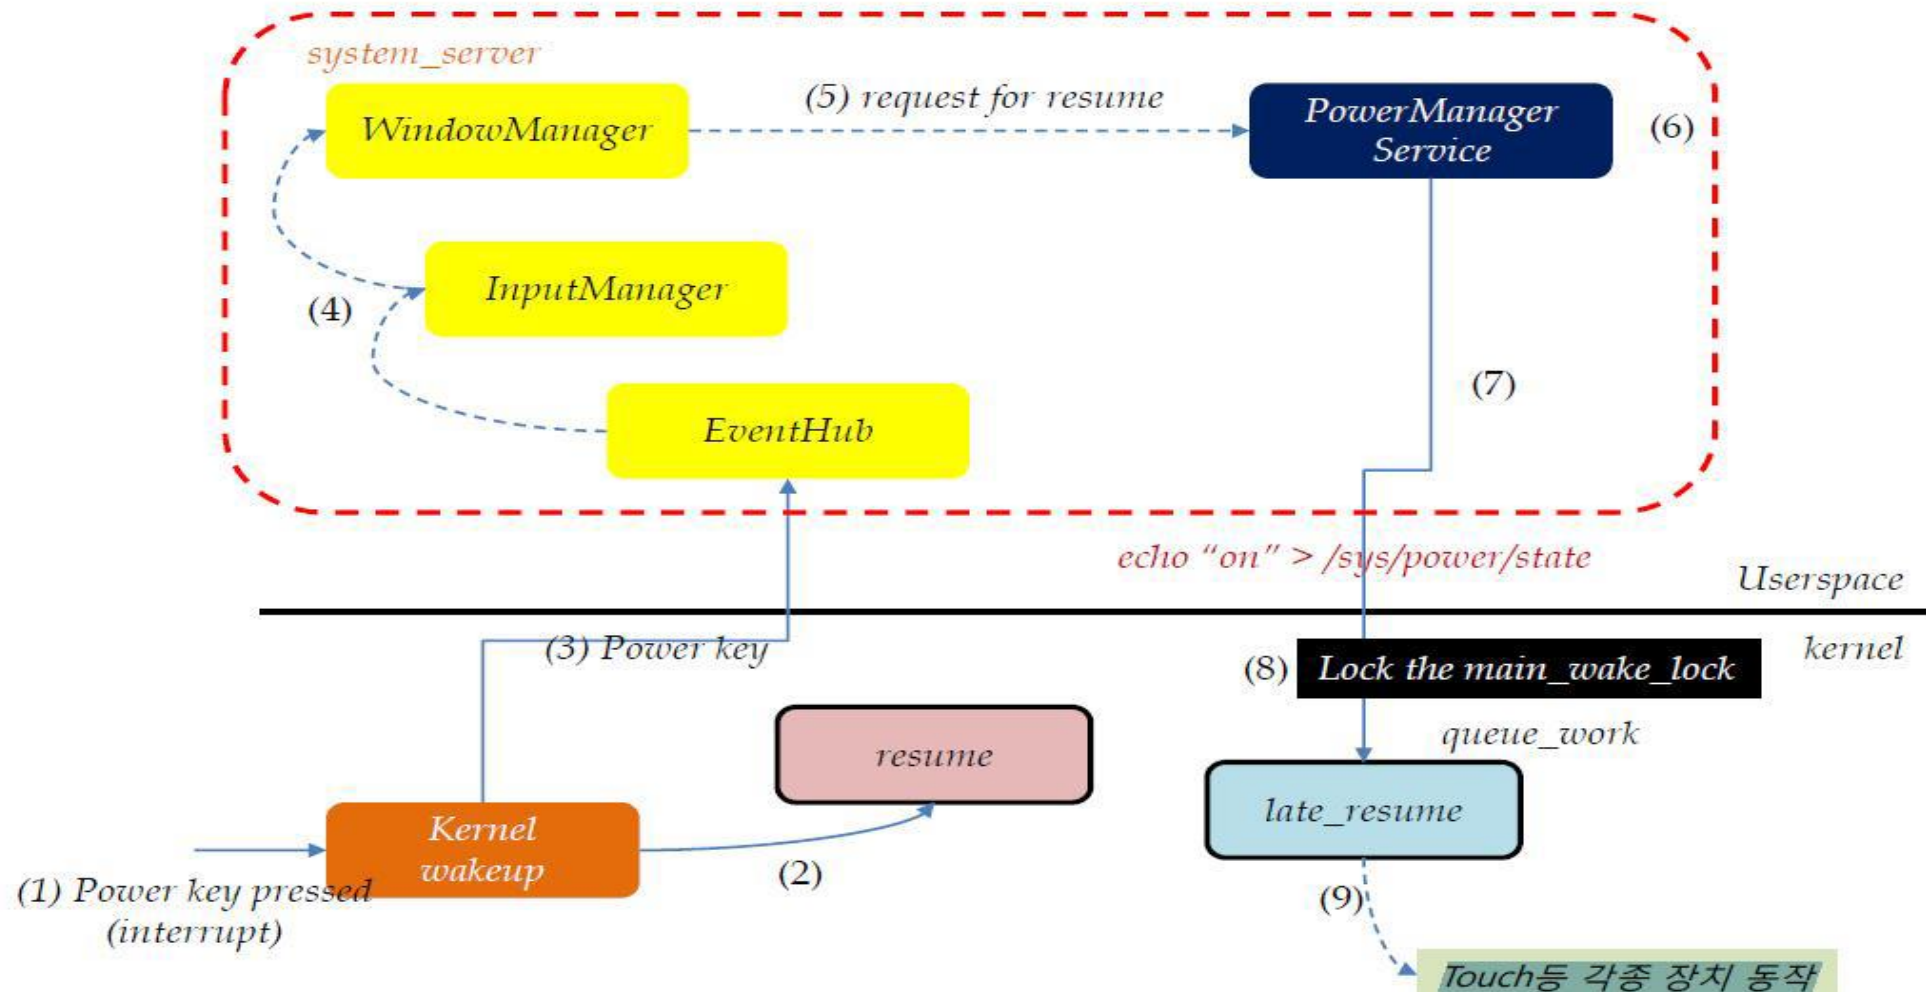 system_server
WindowManager
(5) request for resume
PowerManager
Service
(6)
InputManager
(4)
(7)
EventHub
echo “on” > /sys/power/state
Userspace
(3) Power key
kernel
(8)
Lock the main_wake_lock
queue_work
resume
late_resume
Kernel
wakeup
(2)
(1) Power key pressed
(interrupt)
(9)
Touch등 각종 장치 동작